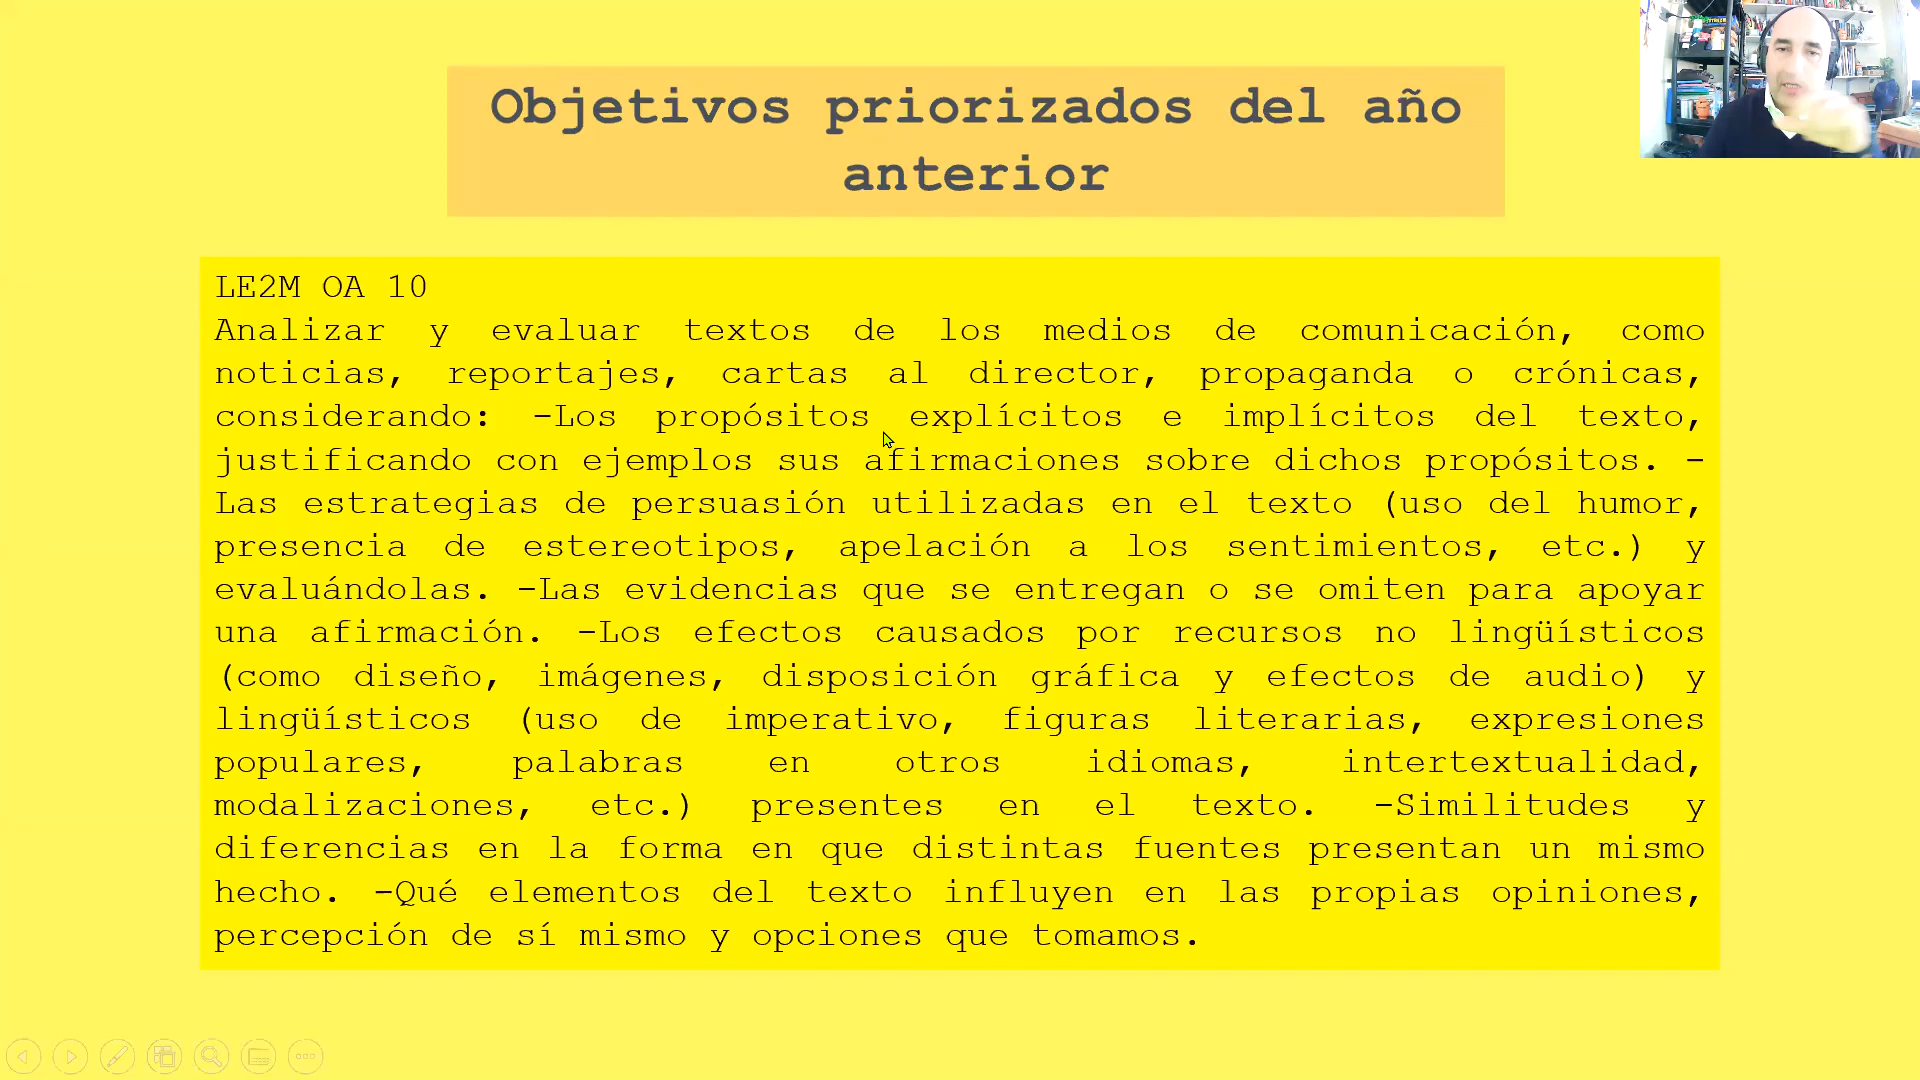 Objetivos priorizados del año
anterior
LE2M OA 10
Analizar y evaluar textos de los medios de comunicación, como
noticias, reportajes, cartas al director, propaganda o crónicas,
considerando: -Los propósitos explícitos e implícitos del texto,
justificando con ejemplos sus afirmaciones sobre dichos propósitos. -
Las estrategias de persuasión utilizadas en el texto (uso del humor,
presencia de estereotipos, apelación a los sentimientos, etc.) y
evaluándolas. -Las evidencias que se entregan o se omiten para apoyar
una afirmación. -Los efectos causados por recursos no lingüísticos
(como diseño, imágenes, disposición gráfica y efectos de audio) y
lingüísticos (uso de imperativo, figuras literarias, expresiones
populares, palabras en otros idiomas, intertextualidad,
modalizaciones, etc.) presentes en el texto. -Similitudes y
diferencias en la forma en que distintas fuentes presentan un mismo
hecho. -Qué elementos del texto influyen en las propias opiniones,
percepción de sí mismo y opciones que tomamos.